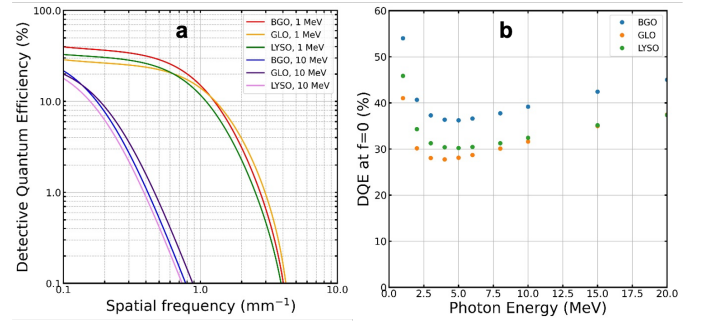 a
Detective Quantum Efficiency (%)
100.0
10.0
1.0
0.1
BGO, 1 MeV
GLO, 1 MeV
LYSO, 1 MeV
BGO, 10 MeV
GLO, 10 MeV
LYSO, 10 MeV
0.1 1.0 10.0
Spatial frequency (mm⁻¹)
b
DQE at f=0 (%)
60
50
40
30
20
10
0
BGO
GLO
LYSO
0.0 2.5 5.0 7.5 10.0 12.5 15.0 17.5 20.0
Photon Energy (MeV)